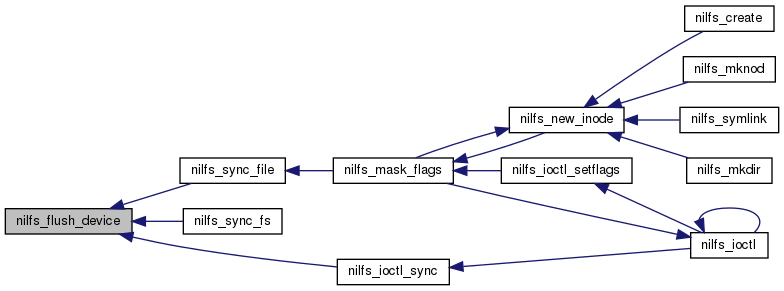 nilfs_create
nilfs_mknod
nilfs_new_inode
nilfs_symlink
nilfs_sync_file
nilfs_mask_flags
nilfs_ioctl_setflags
nilfs_mkdir
nilfs_flush_device
nilfs_sync_fs
nilfs_ioctl
nilfs_ioctl_sync